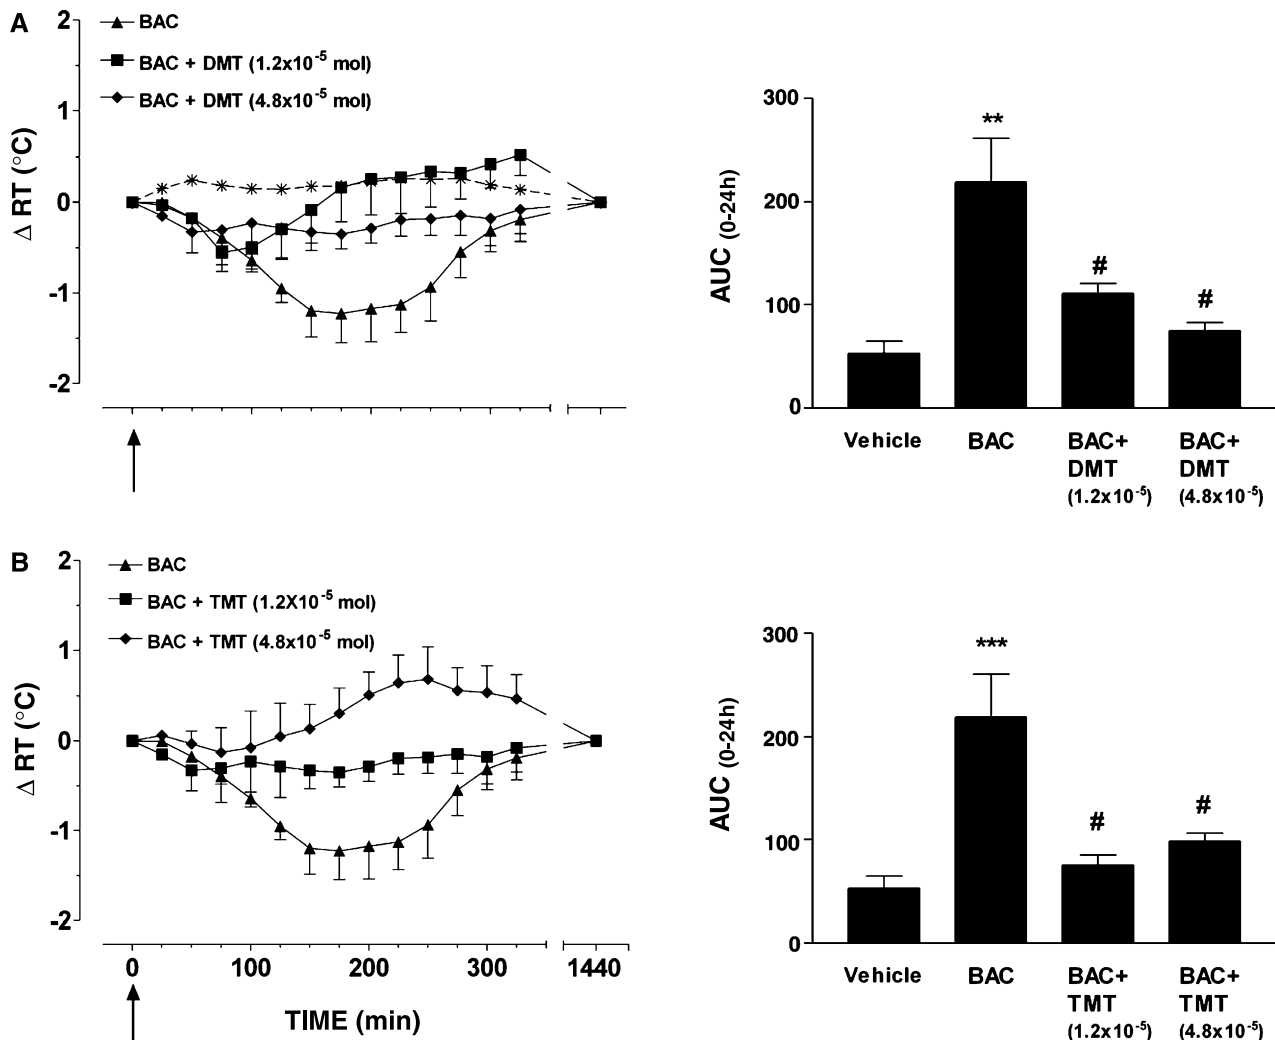 A
BAC
BAC + DMT (1.2x10⁻⁵ mol)
BAC + DMT (4.8x10⁻⁵ mol)
Δ RT (°C)
2
1
0
-1
-2
AUC (0-24h)
300
200
100
0
**
#
#
Vehicle
BAC
BAC+
DMT
(1.2x10⁻⁵)
BAC+
DMT
(4.8x10⁻⁵)
B
BAC
BAC + TMT (1.2X10⁻⁵ mol)
BAC + TMT (4.8x10⁻⁵ mol)
Δ RT (°C)
2
1
0
-1
-2
0
100
200
300
1440
TIME (min)
AUC (0-24h)
300
200
100
0
***
#
#
Vehicle
BAC
BAC+
TMT
(1.2x10⁻⁵)
BAC+
TMT
(4.8x10⁻⁵)